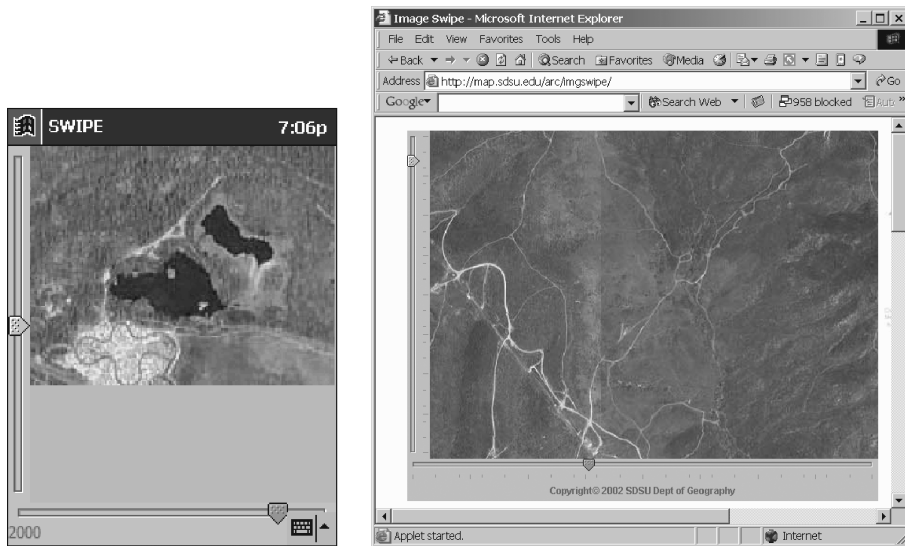 SWIPE 7:06p
2000
Image Swipe - Microsoft Internet Explorer
File Edit View Favorites Tools Help
Back Search Favorites Media
Address http://map.sdsu.edu/arc/imgswipe/ Go
Google Search Web 958 blocked
Copyright© 2002 SDSU Dept of Geography
Applet started. Internet